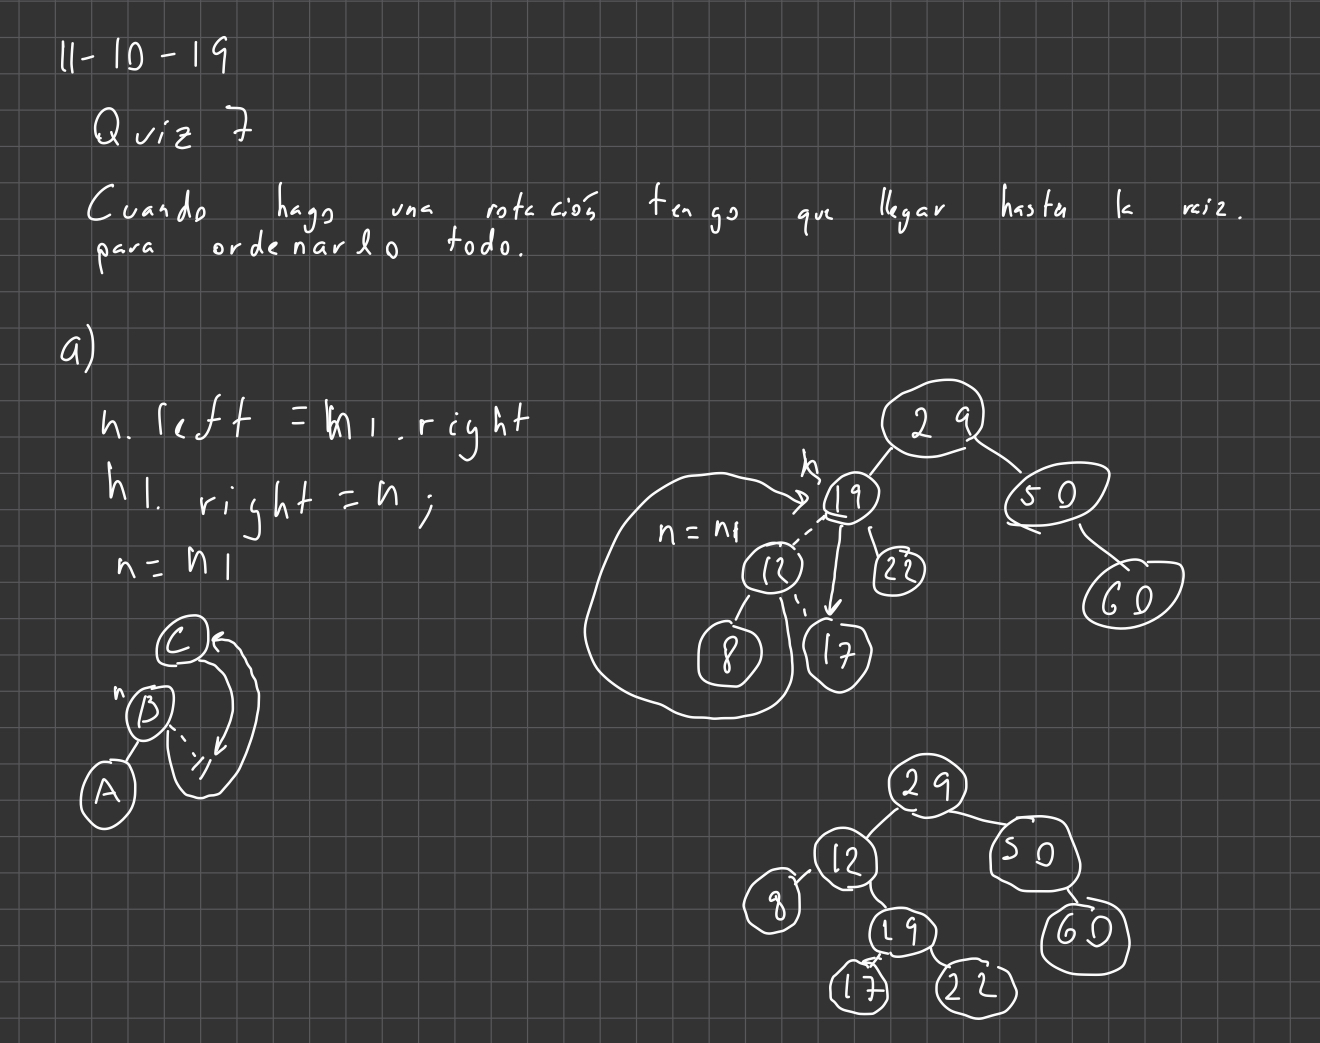 11-10-19
Quiz 7
Cuando hago una rotación tengo que llegar hasta la raiz.
para ordenarlo todo.
a)
n.left = n1.right
n1.right = n;
n = n1
C
n
B
A
29
n
19
50
n = n1
12
22
60
8
17
29
12
50
8
19
60
17
22